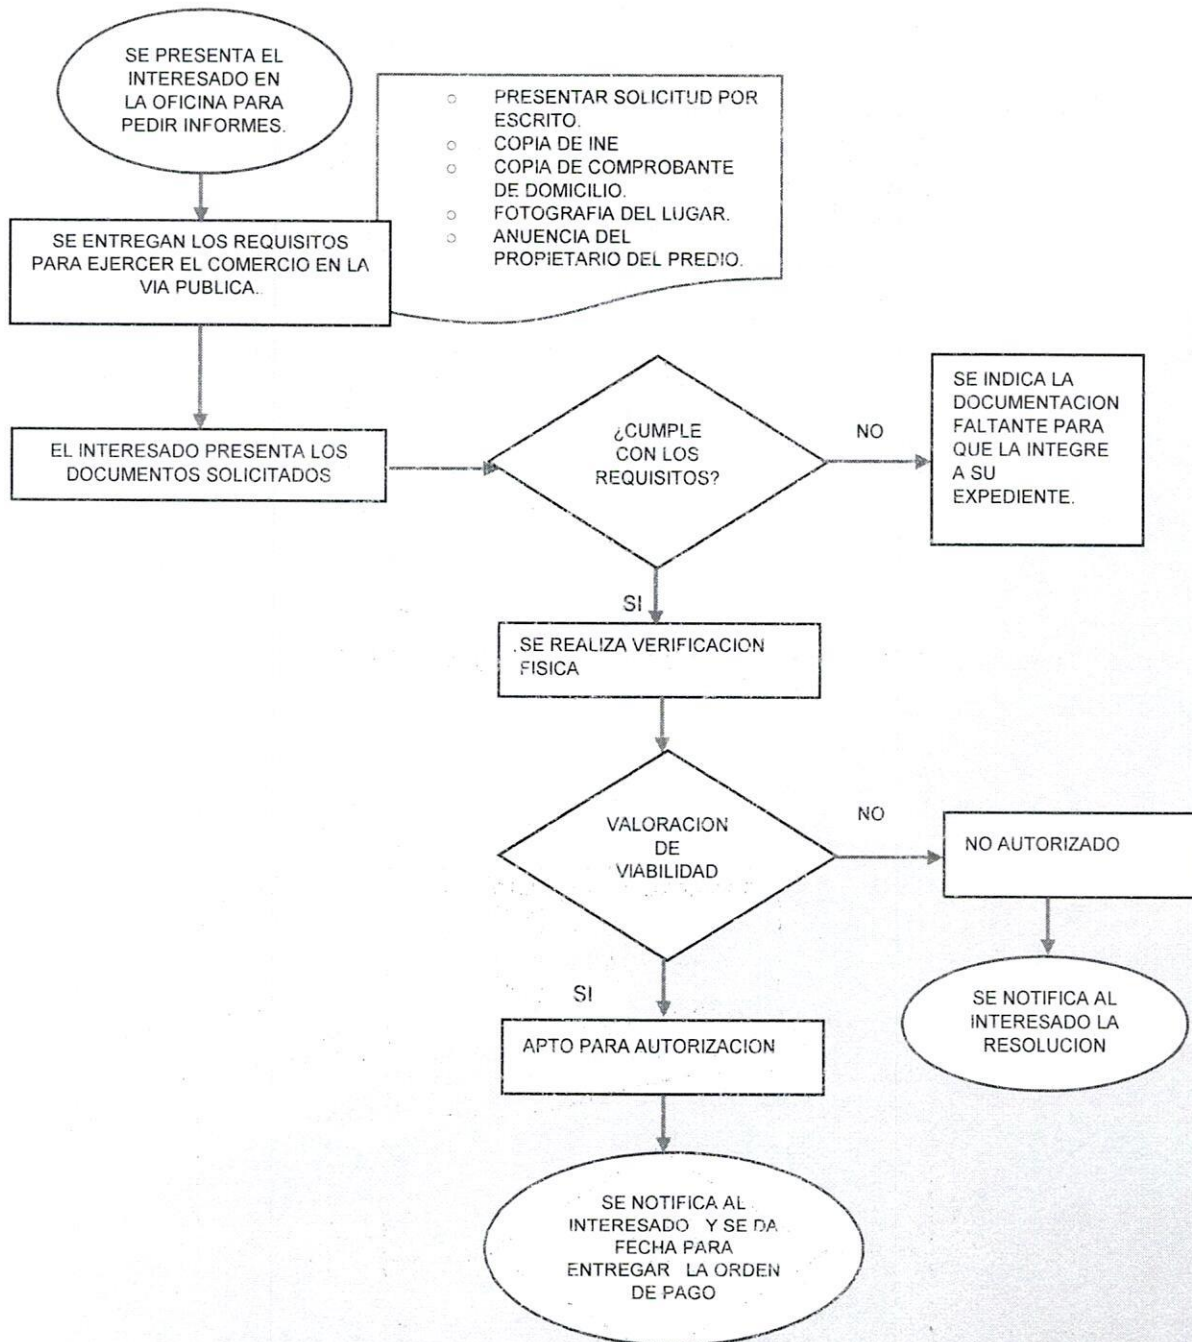 SE PRESENTA EL
INTERESADO EN
LA OFICINA PARA
PEDIR INFORMES.
○ PRESENTAR SOLICITUD POR
ESCRITO.
○ COPIA DE INE
○ COPIA DE COMPROBANTE
DE DOMICILIO.
○ FOTOGRAFIA DEL LUGAR.
○ ANUENCIA DEL
PROPIETARIO DEL PREDIO.
SE ENTREGAN LOS REQUISITOS
PARA EJERCER EL COMERCIO EN LA
VIA PUBLICA.
EL INTERESADO PRESENTA LOS
DOCUMENTOS SOLICITADOS
¿CUMPLE
CON LOS
REQUISITOS?
NO
SE INDICA LA
DOCUMENTACION
FALTANTE PARA
QUE LA INTEGRE
A SU
EXPEDIENTE.
SI
SE REALIZA VERIFICACION
FISICA
VALORACION
DE
VIABILIDAD
NO
NO AUTORIZADO
SE NOTIFICA AL
INTERESADO LA
RESOLUCION
SI
APTO PARA AUTORIZACION
SE NOTIFICA AL
INTERESADO Y SE DA
FECHA PARA
ENTREGAR LA ORDEN
DE PAGO